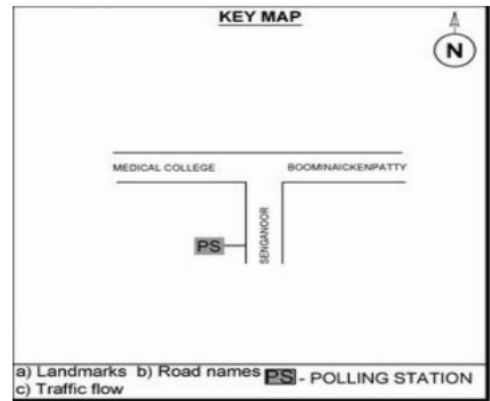 KEY MAP
N
MEDICAL COLLEGE BOOMINAICKENPATTY
SENGANOOR
PS
a) Landmarks b) Road names PS - POLLING STATION
c) Traffic flow